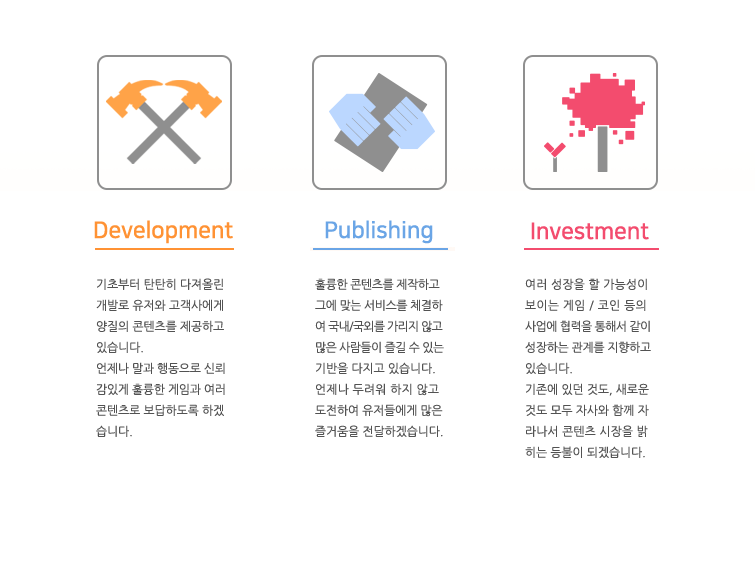 Development
기초부터 탄탄히 다져올린
개발로 유저와 고객사에게
양질의 콘텐츠를 제공하고
있습니다.
언제나 말과 행동으로 신뢰
감있게 훌륭한 게임과 여러
콘텐츠로 보답하도록 하겠
습니다.
Publishing
훌륭한 콘텐츠를 제작하고
그에 맞는 서비스를 체결하
여 국내/국외를 가리지 않고
많은 사람들이 즐길 수 있는
기반을 다지고 있습니다.
언제나 두려워 하지 않고
도전하여 유저들에게 많은
즐거움을 전달하겠습니다.
Investment
여러 성장을 할 가능성이
보이는 게임 / 코인 등의
사업에 협력을 통해서 같이
성장하는 관계를 지향하고
있습니다.
기존에 있던 것도, 새로운
것도 모두 자사와 함께 자
라나서 콘텐츠 시장을 밝
히는 등불이 되겠습니다.